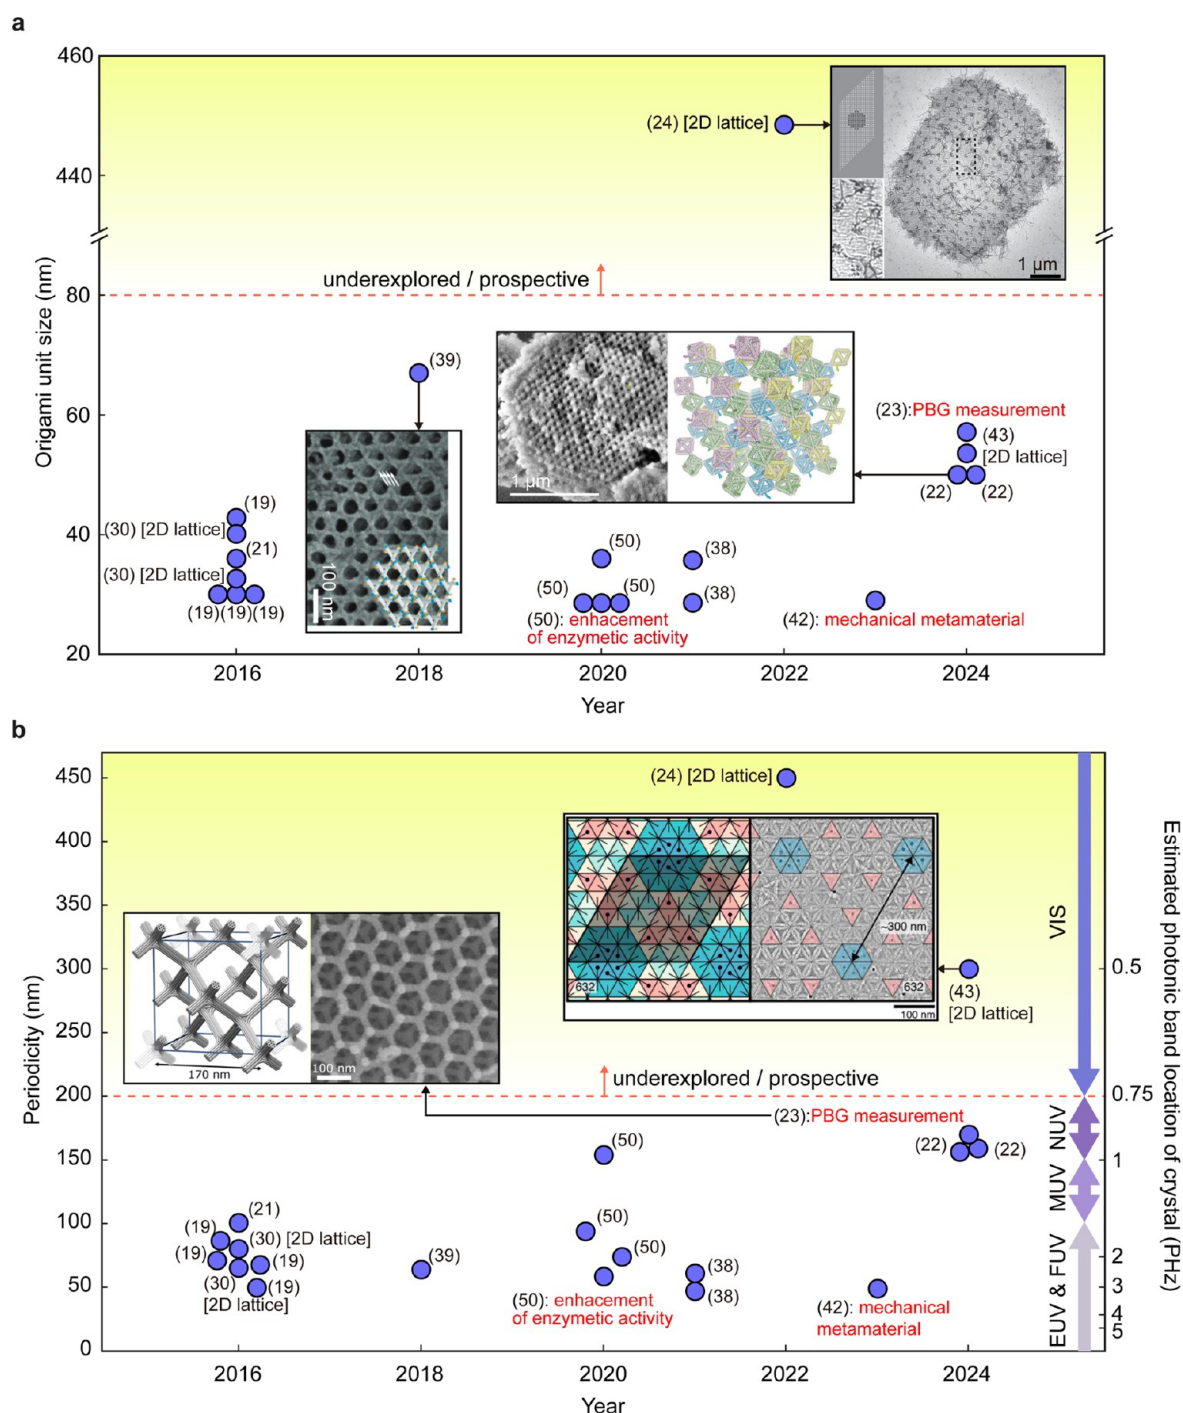 a
460
440
80
60
40
20
Origami unit size (nm)
(24) [2D lattice]
1 μm
underexplored / prospective
(39)
100 nm
1 μm
(23):PBG measurement
(43)
[2D lattice]
(22) (22)
(19)
(30) [2D lattice]
(21)
(30) [2D lattice]
(19)(19)(19)
(50)
(38)
(50) (50)
(38)
(50): enhacement
of enzymetic activity
(42): mechanical metamaterial
2016 2018 2020 2022 2024
Year
b
450
400
350
300
250
200
150
100
50
0
Periodicity (nm)
(24) [2D lattice]
632
~300 nm
632
100 nm
(43)
[2D lattice]
170 nm
100 nm
underexplored / prospective
(23):PBG measurement
(50)
(22) (22)
(21)
(19)
(30) [2D lattice]
(19) (19)
(30) (19)
[2D lattice]
(39)
(50)
(50)
(50): enhacement
of enzymetic activity
(38)
(38)
(42): mechanical
metamaterial
VIS
NUV
MUV
EUV & FUV
0.5
0.75
1
2
3
4
5
Estimated photonic band location of crystal (PHz)
2016 2018 2020 2022 2024
Year